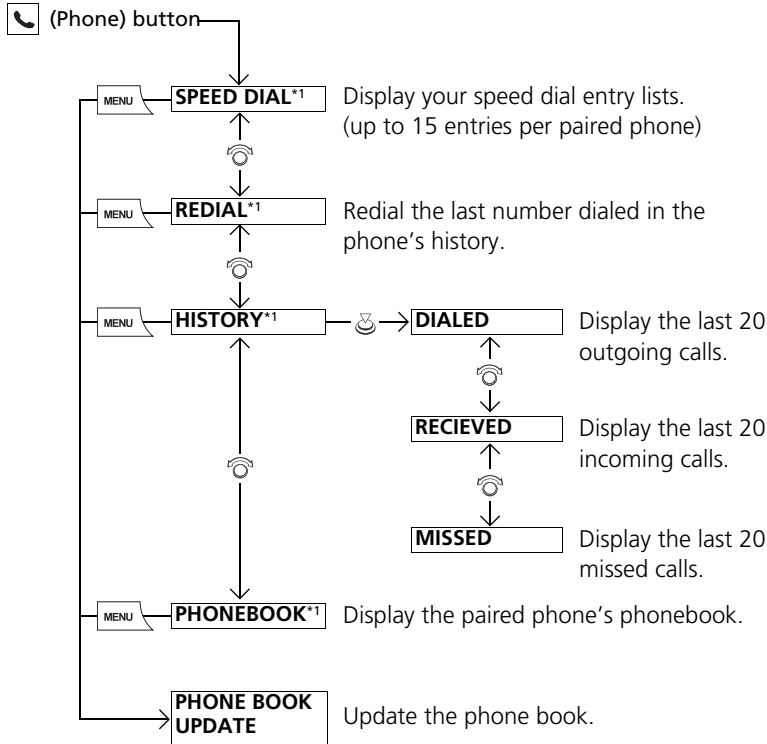 (Phone) button
MENU
SPEED DIAL*1
Display your speed dial entry lists.
(up to 15 entries per paired phone)
MENU
REDIAL*1
Redial the last number dialed in the
phone's history.
MENU
HISTORY*1
DIALED
Display the last 20
outgoing calls.
RECIEVED
Display the last 20
incoming calls.
MISSED
Display the last 20
missed calls.
MENU
PHONEBOOK*1
Display the paired phone's phonebook.
PHONE BOOK
UPDATE
Update the phone book.